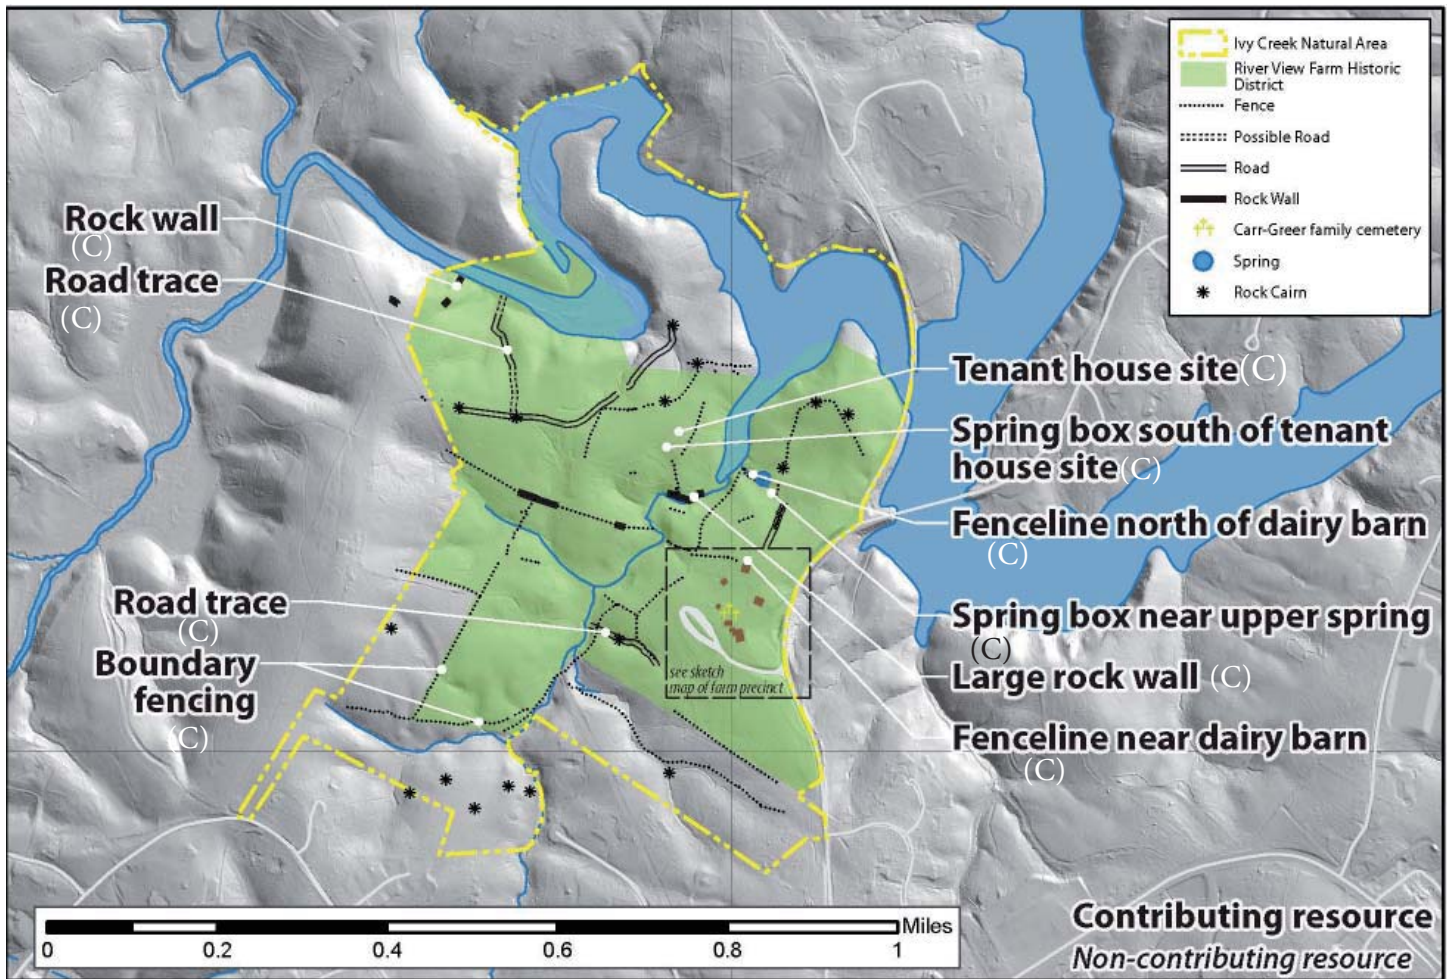 Ivy Creek Natural Area
River View Farm Historic
District
Fence
Possible Road
Road
Rock Wall
Carr-Greer family cemetery
Spring
Rock Cairn
Rock wall
(C)
Road trace
(C)
Tenant house site (C)
Spring box south of tenant
house site (C)
Fenceline north of dairy barn
(C)
Road trace
(C)
Boundary
fencing
(C)
Spring box near upper spring
(C)
see sketch
map of farm precinct
Large rock wall (C)
Fenceline near dairy barn
(C)
Miles
0 0.2 0.4 0.6 0.8 1
Contributing resource
Non-contributing resource